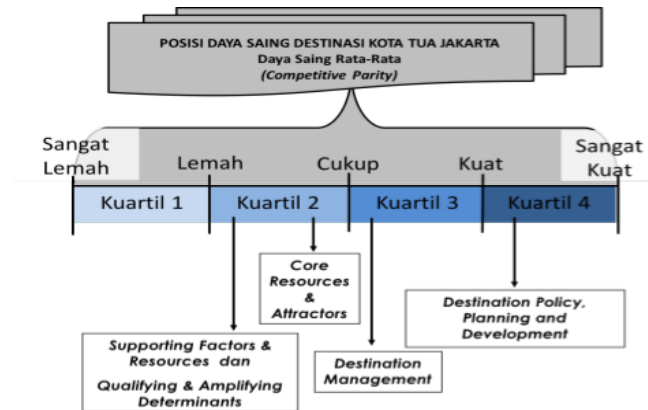 POSISI DAYA SAING DESTINASI KOTA TUA JAKARTA
Daya Saing Rata-Rata
(Competitive Parity)
Sangat
Lemah
Lemah
Cukup
Kuat
Sangat
Kuat
Kuartil 1
Kuartil 2
Kuartil 3
Kuartil 4
Core
Resources
&
Attractors
Destination Policy,
Planning and
Development
Supporting Factors &
Resources dan
Qualifying & Amplifying
Determinants
Destination
Management